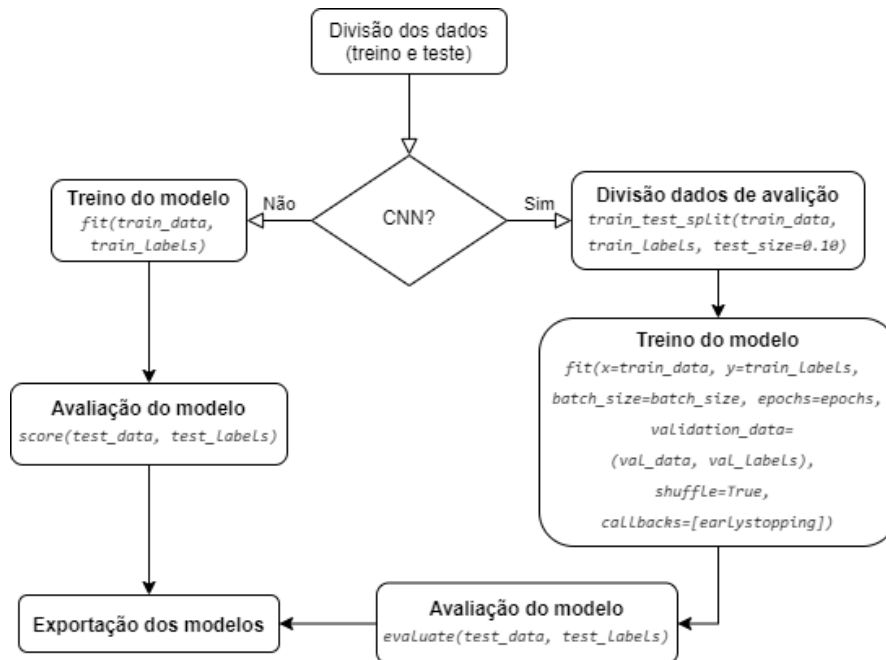 Divisão dos dados
(treino e teste)
CNN?
Não
Sim
Treino do modelo
fit(train_data,
train_labels)
Avaliação do modelo
score(test_data, test_labels)
Divisão dados de avalição
train_test_split(train_data,
train_labels, test_size=0.10)
Treino do modelo
fit(x=train_data, y=train_labels,
batch_size=batch_size, epochs=epochs,
validation_data=
(val_data, val_labels),
shuffle=True,
callbacks=[earlystopping])
Avaliação do modelo
evaluate(test_data, test_labels)
Exportação dos modelos